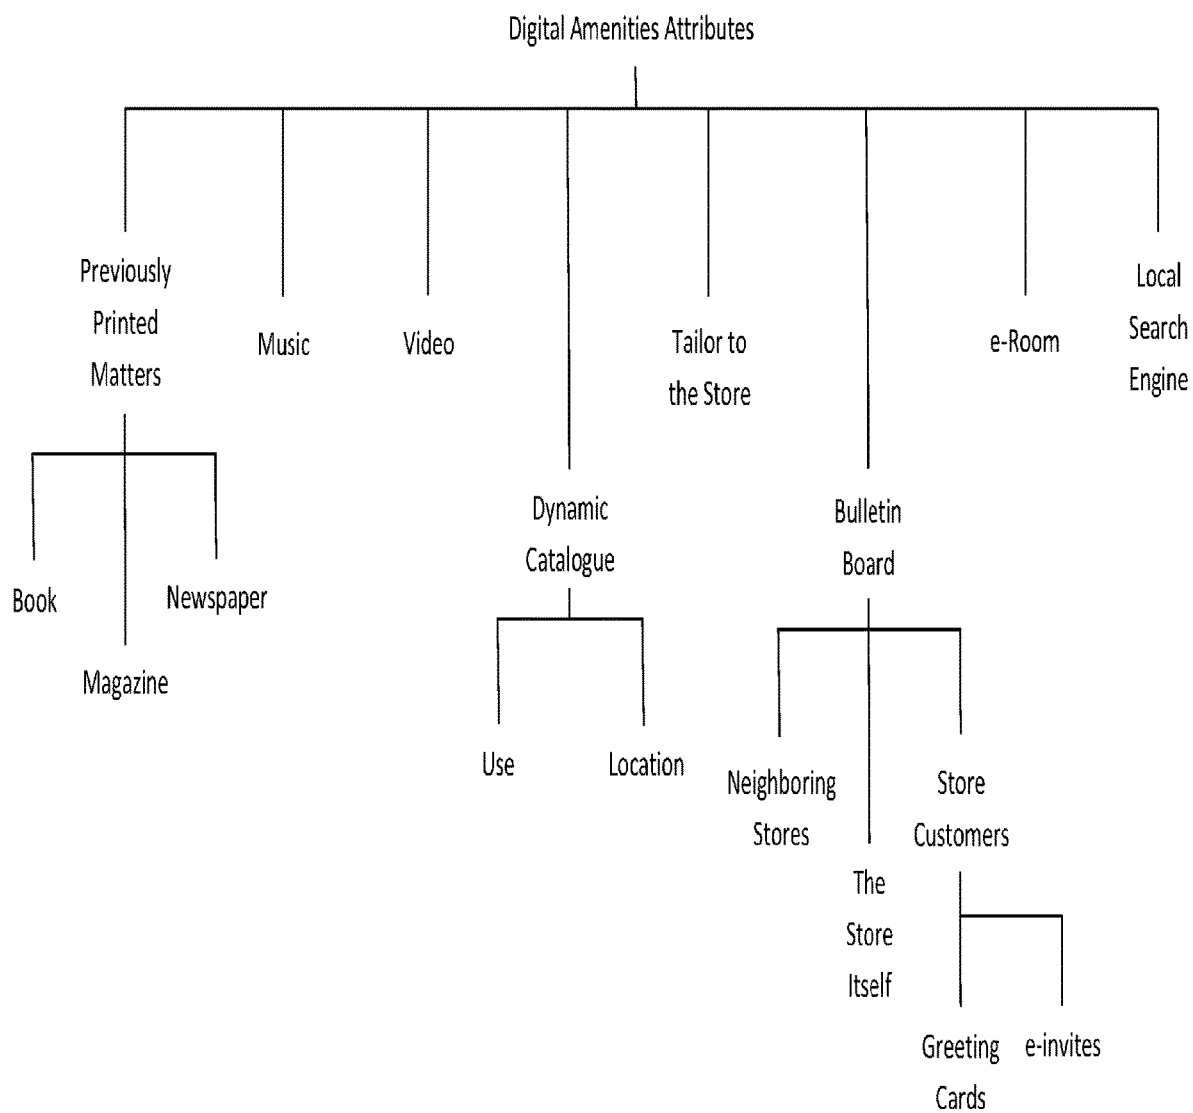 Digital Amenities Attributes
Previously
Printed
Matters
Music
Video
Tailor to
the Store
e-Room
Local
Search
Engine
Book
Magazine
Newspaper
Dynamic
Catalogue
Use
Location
Bulletin
Board
Neighboring
Stores
The
Store
Itself
Store
Customers
Greeting
Cards
e-invites